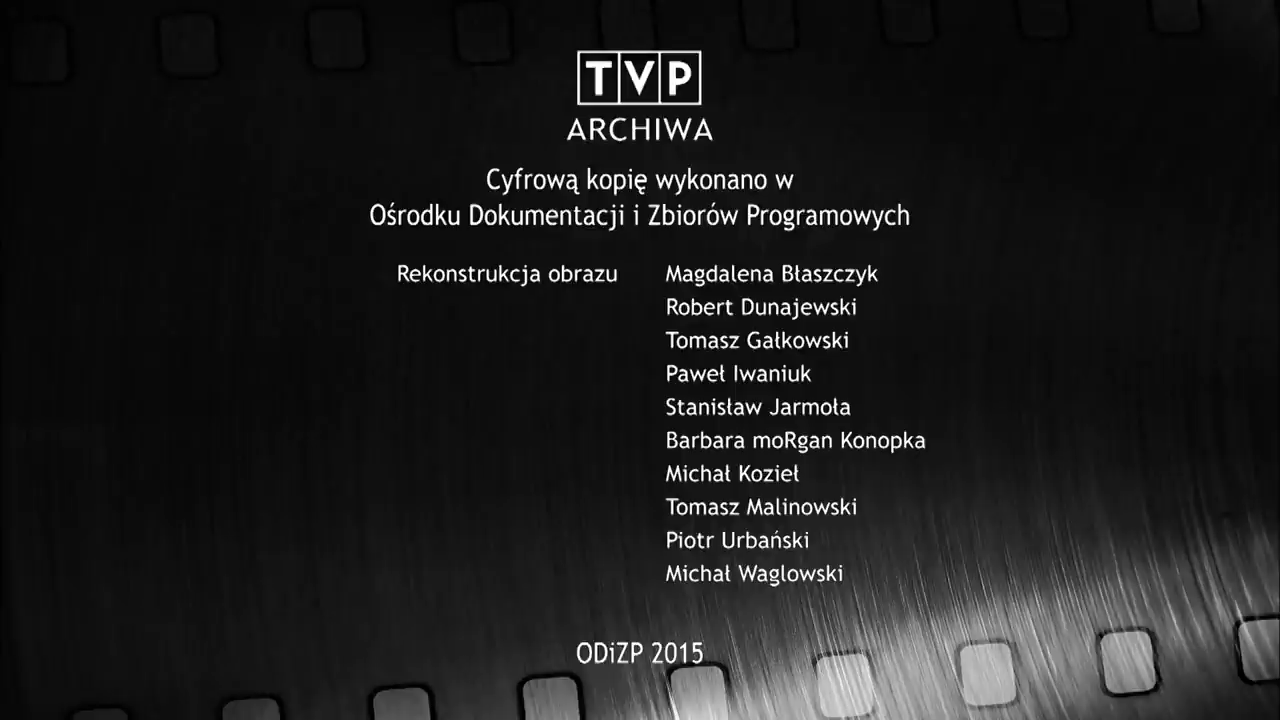 TVP
ARCHIWA
Cyfrową kopię wykonano w
Ośrodku Dokumentacji i Zbiorów Programowych
Rekonstrukcja obrazu Magdalena Błaszczyk
Robert Dunajewski
Tomasz Gałkowski
Paweł Iwaniuk
Stanisław Jarmoła
Barbara moRgan Konopka
Michał Kozieł
Tomasz Malinowski
Piotr Urbański
Michał Waglowski
ODiZP 2015